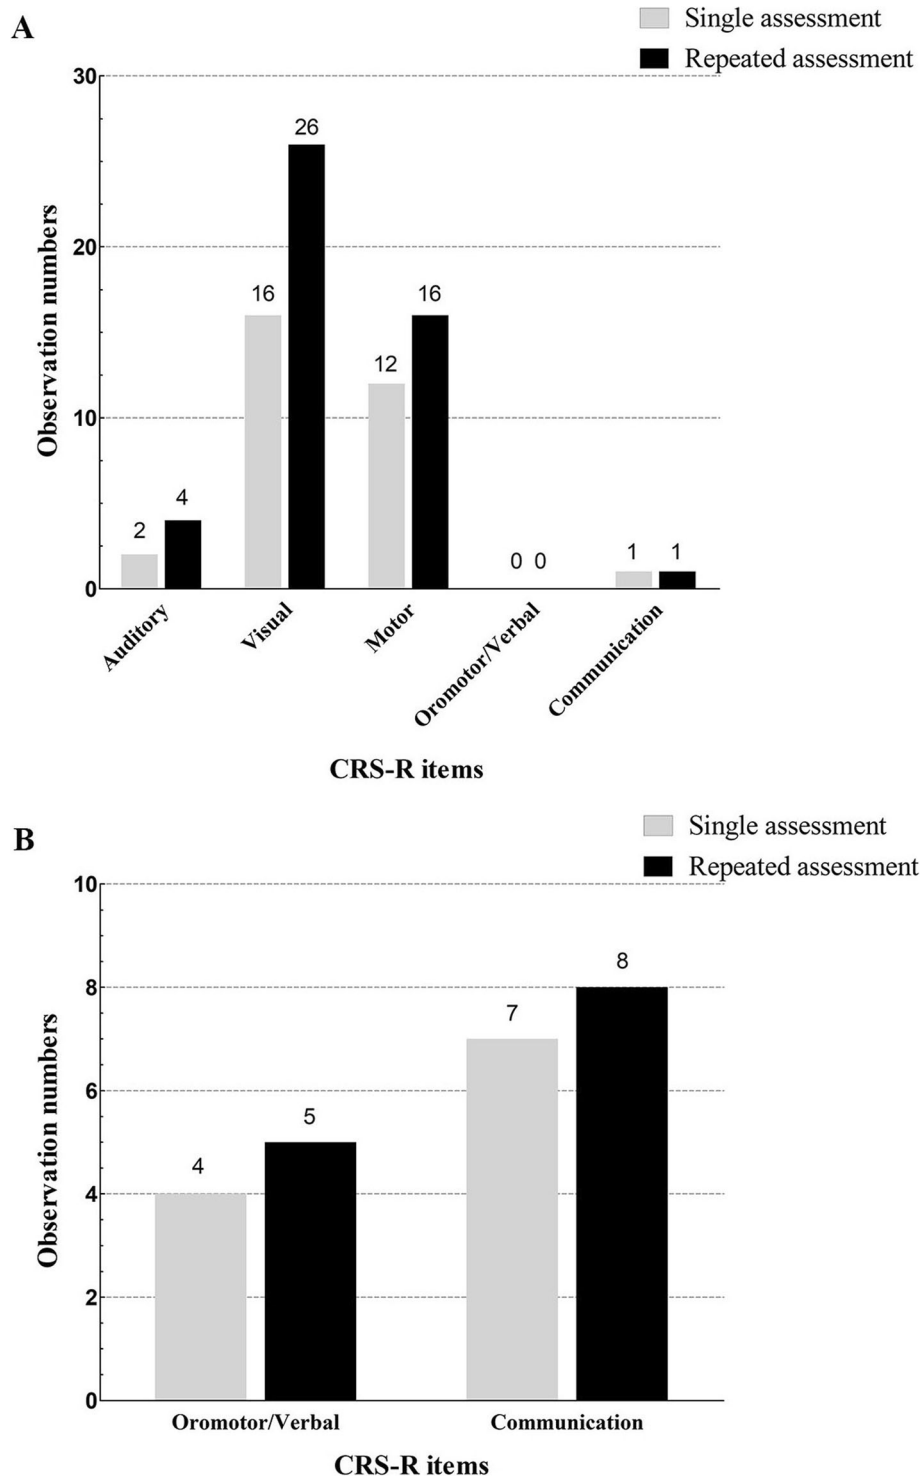 A
Single assessment
Repeated assessment
30
20
10
0
Observation numbers
2
4
16
26
12
16
0 0
1
1
Auditory
Visual
Motor
Oromotor/Verbal
Communication
CRS-R items
B
Single assessment
Repeated assessment
10
8
6
4
2
0
Observation numbers
4
5
7
8
Oromotor/Verbal
Communication
CRS-R items